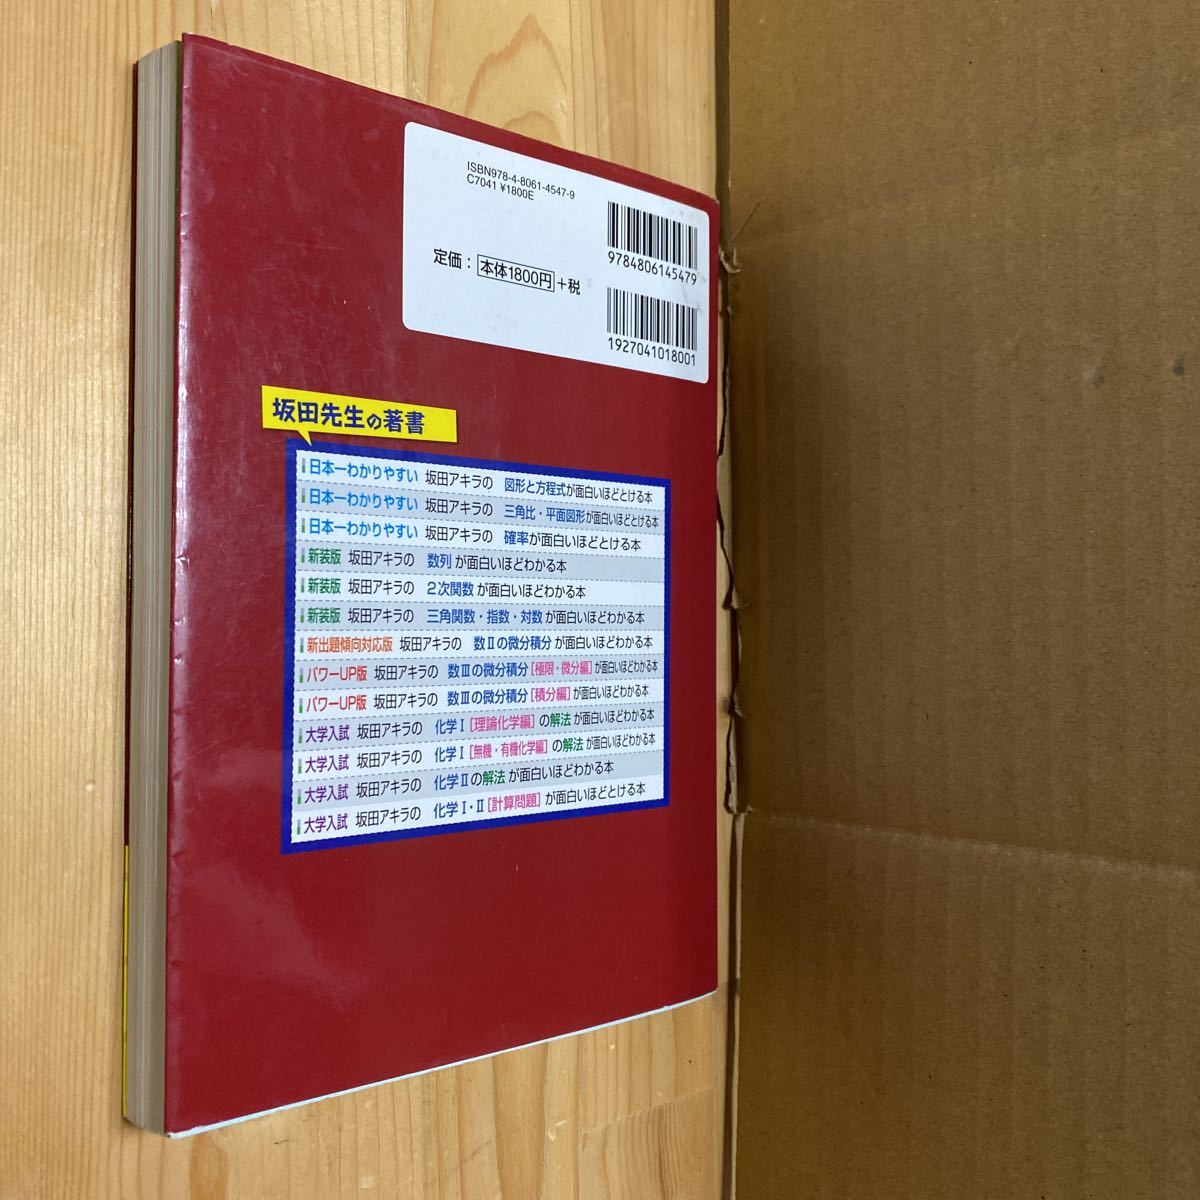 ISBN978-4-8061-4547-9
C7041 ¥1800E
9784806145479
定価：本体1800円+税
1927041018001
坂田先生の著書
日本一わかりやすい 坂田アキラの 図形と方程式が面白いほどとける本
日本一わかりやすい 坂田アキラの 三角比・平面図形が面白いほどとける本
日本一わかりやすい 坂田アキラの 確率が面白いほどとける本
新装版 坂田アキラの 数列が面白いほどわかる本
新装版 坂田アキラの 2次関数が面白いほどわかる本
新装版 坂田アキラの 三角関数・指数・対数が面白いほどわかる本
新出題傾向対応版 坂田アキラの 数Ⅱの微分積分が面白いほどわかる本
パワーUP版 坂田アキラの 数Ⅲの微分積分[極限・微分編]が面白いほどわかる本
パワーUP版 坂田アキラの 数Ⅲの微分積分[積分編]が面白いほどわかる本
大学入試 坂田アキラの 化学Ⅰ[理論化学編]の解法が面白いほどわかる本
大学入試 坂田アキラの 化学Ⅰ[無機・有機化学編]の解法が面白いほどわかる本
大学入試 坂田アキラの 化学Ⅱの解法が面白いほどわかる本
大学入試 坂田アキラの 化学Ⅰ・Ⅱ[計算問題]が面白いほどとける本